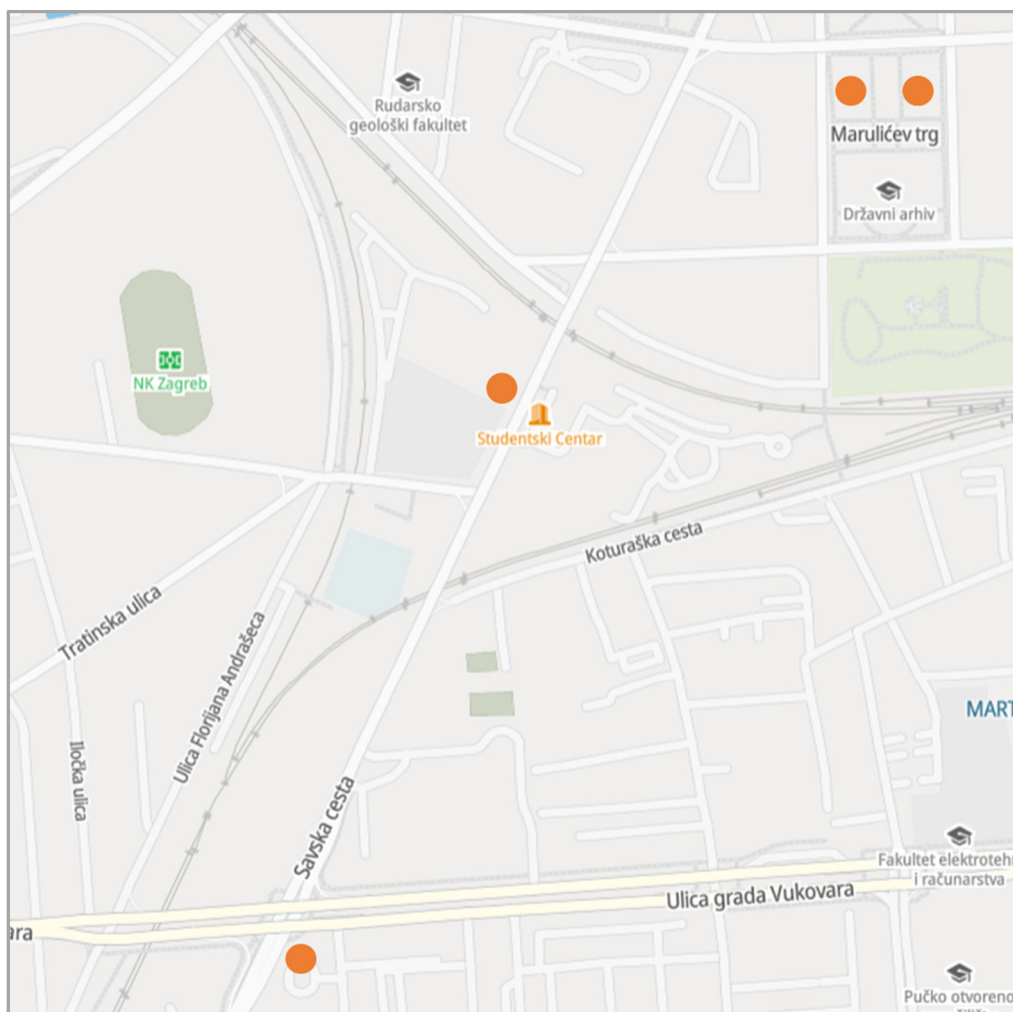 Rudarsko
geološki fakultet
Marulićev trg
Državni arhiv
NK Zagreb
Studentski Centar
Koturaška cesta
Tratinska ulica
Ulica Florijana Andrašeca
MART
Iločka ulica
Savska cesta
Fakultet elektroteh
i računarstva
Ulica grada Vukovara
ara
Pučko otvoreno